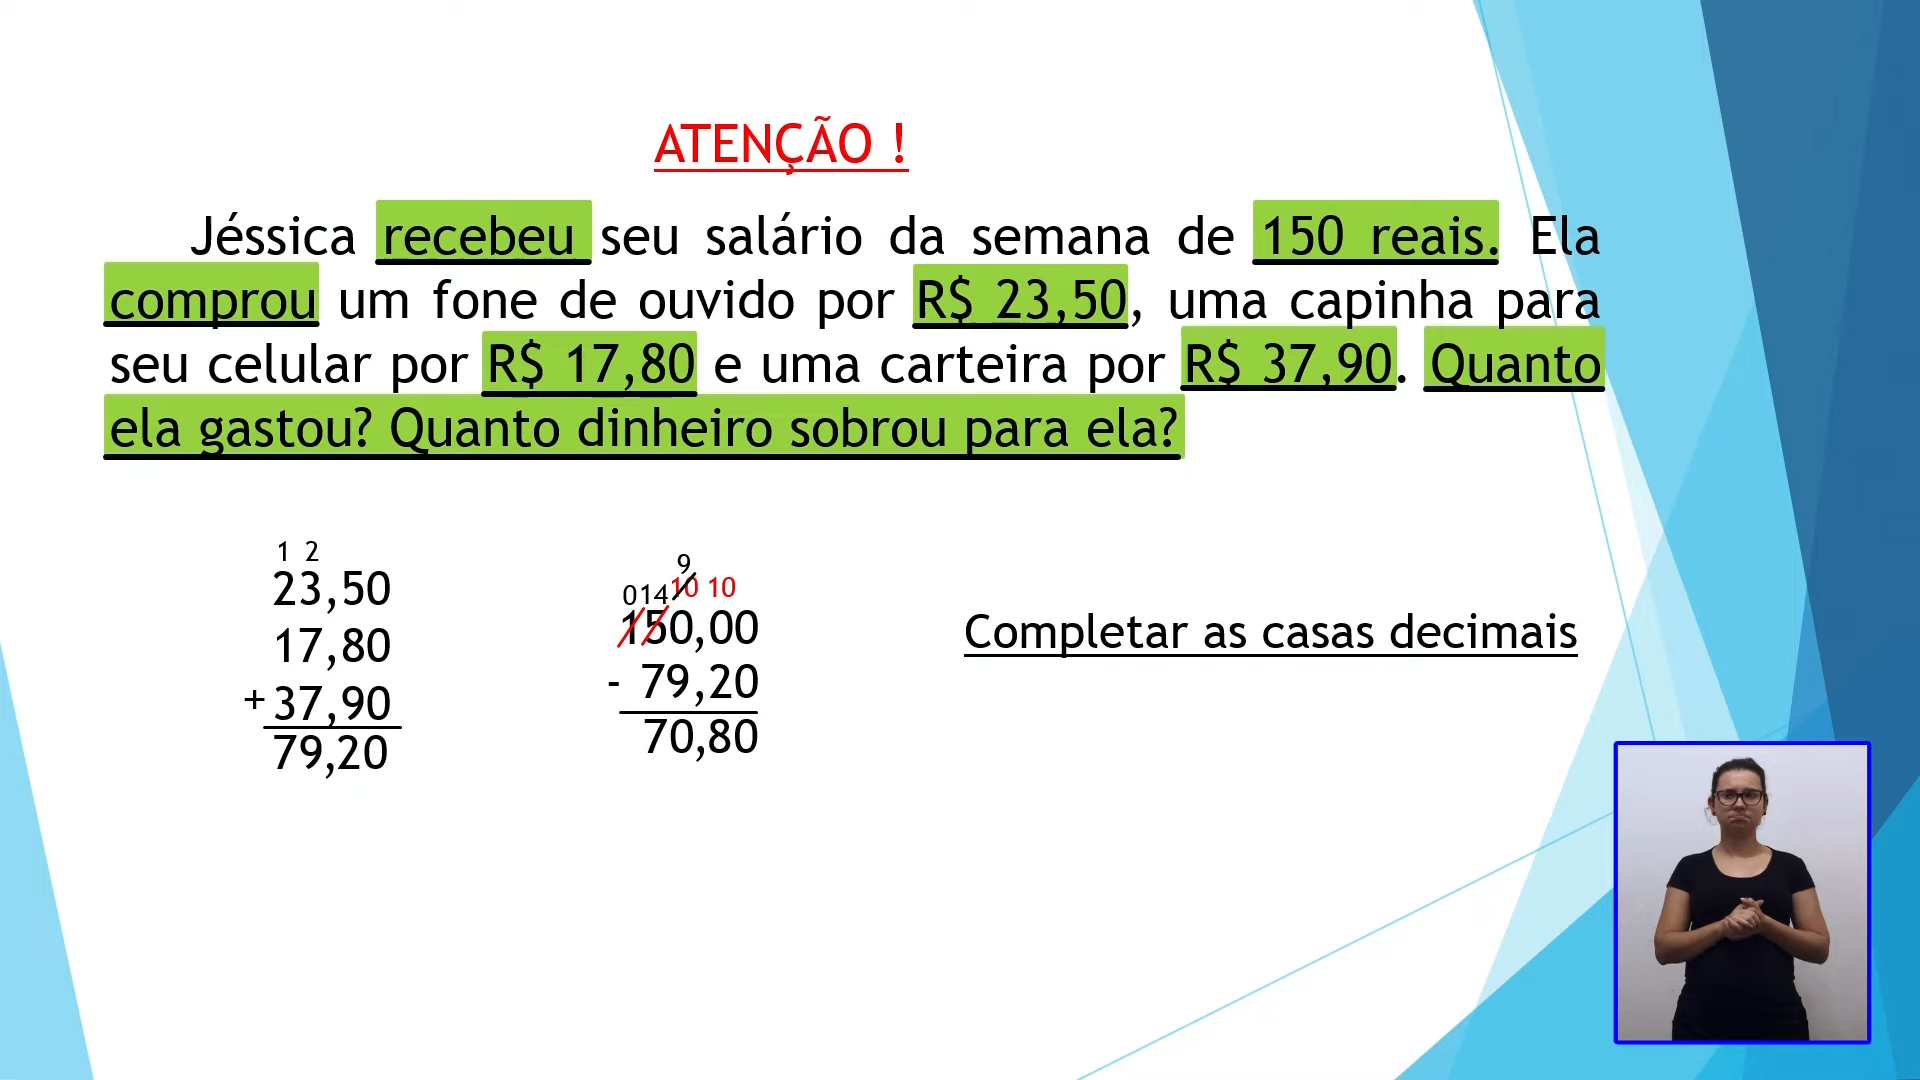 ATENÇÃO !
Jéssica recebeu seu salário da semana de 150 reais. Ela
comprou um fone de ouvido por R$ 23,50, uma capinha para
seu celular por R$ 17,80 e uma carteira por R$ 37,90. Quanto
ela gastou? Quanto dinheiro sobrou para ela?
1 2
23,50
17,80
+37,90
79,20
9
014 10 10
150,00
- 79,20
70,80
Completar as casas decimais